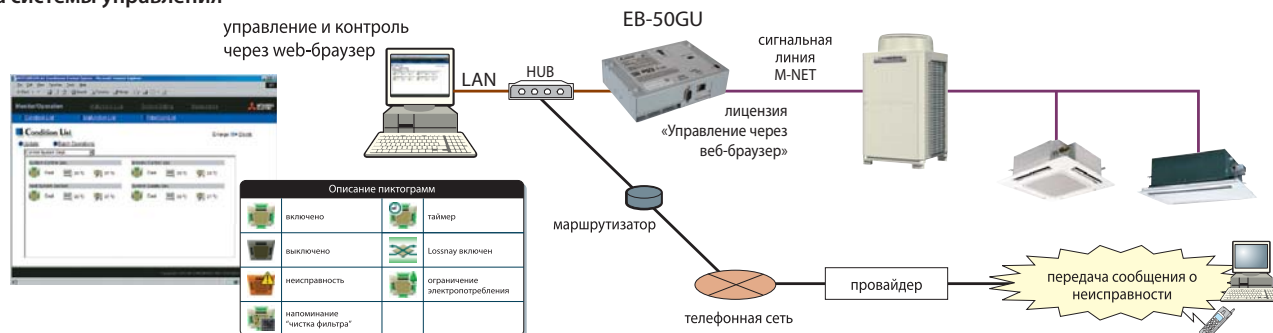 а системы управления
управление и контроль
через web-браузер
EB-50GU
LAN
HUB
сигнальная
линия
M-NET
лицензия
«Управление через
веб-браузер»
Condition List
Описание пиктограмм
включено
таймер
выключено
Lossnay включен
неисправность
ограничение
электропотребления
напоминание
"чистка фильтра"
маршрутизатор
телефонная сеть
провайдер
передача сообщения о
неисправности